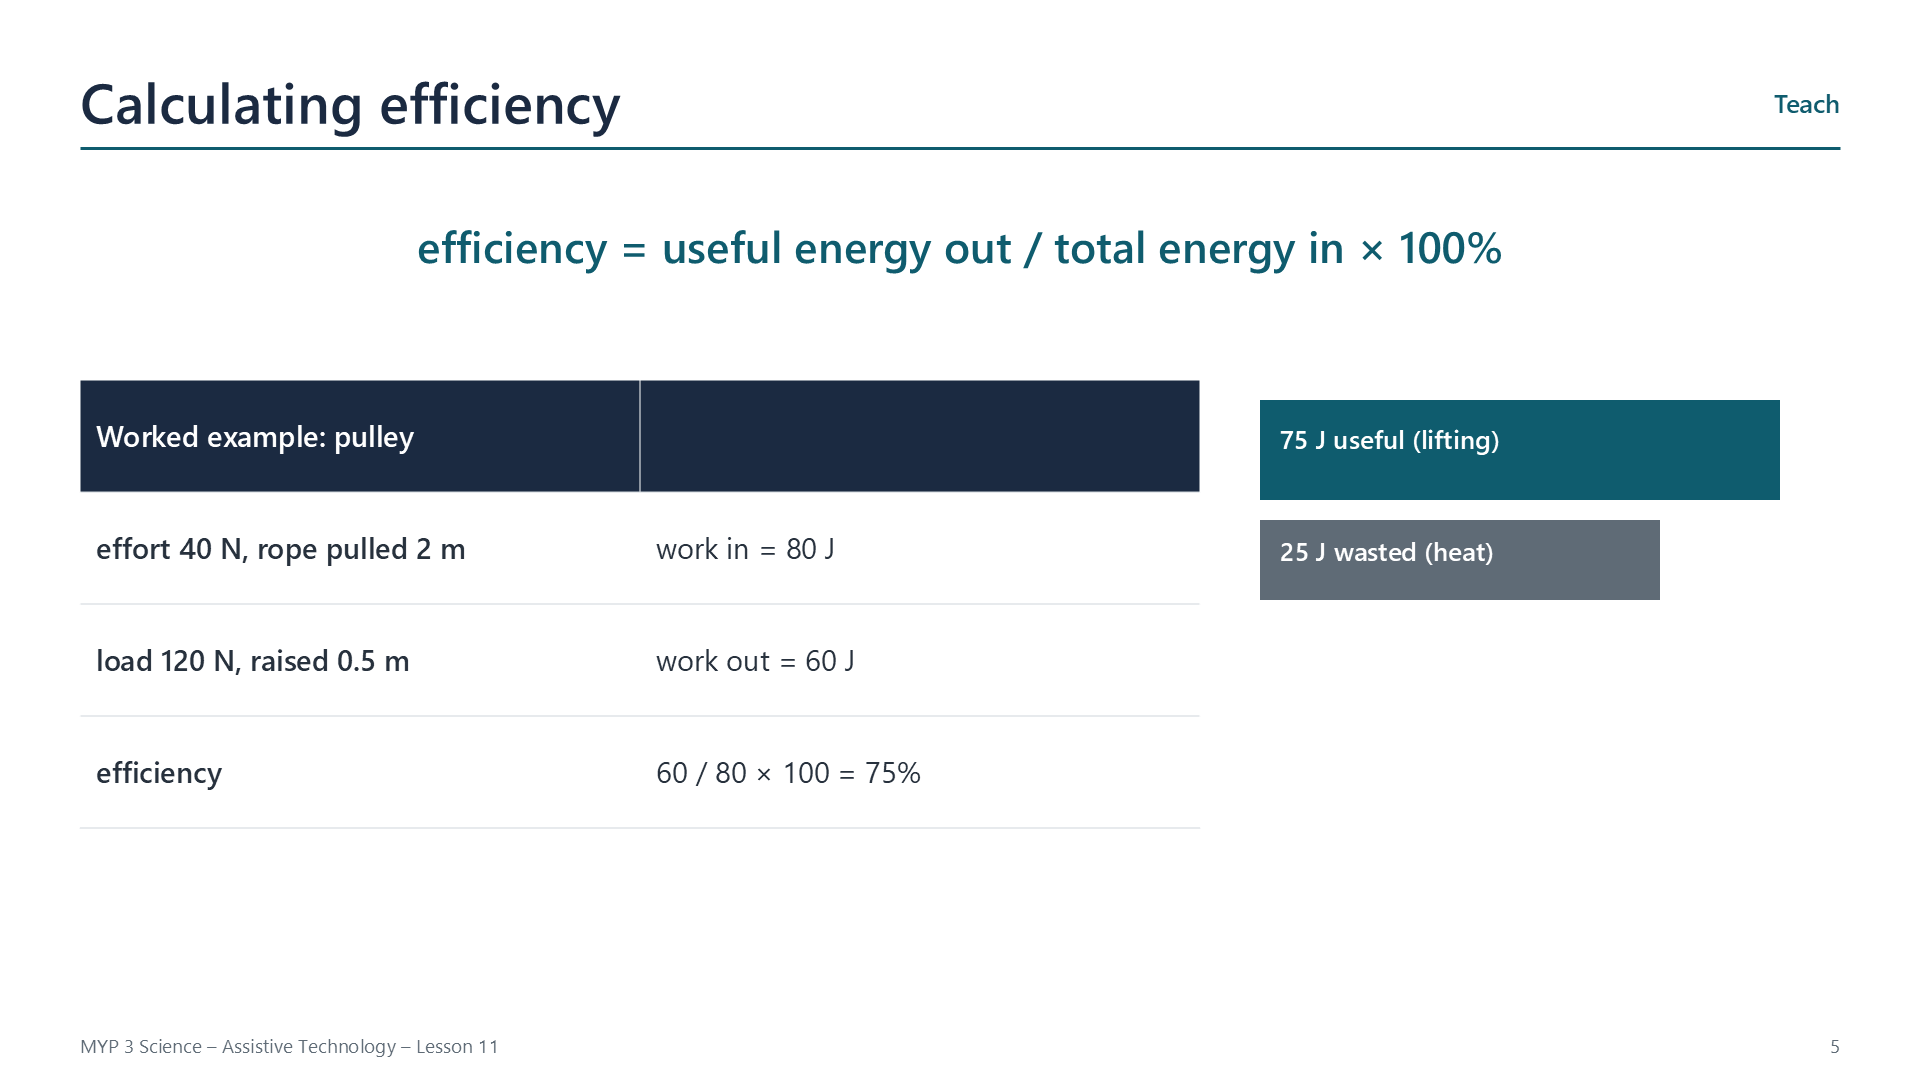 Calculating efficiency
Teach
efficiency = useful energy out / total energy in × 100%
Worked example: pulley
effort 40 N, rope pulled 2 m
work in = 80 J
load 120 N, raised 0.5 m
work out = 60 J
efficiency
60 / 80 × 100 = 75%
75 J useful (lifting)
25 J wasted (heat)
MYP 3 Science – Assistive Technology – Lesson 11
5